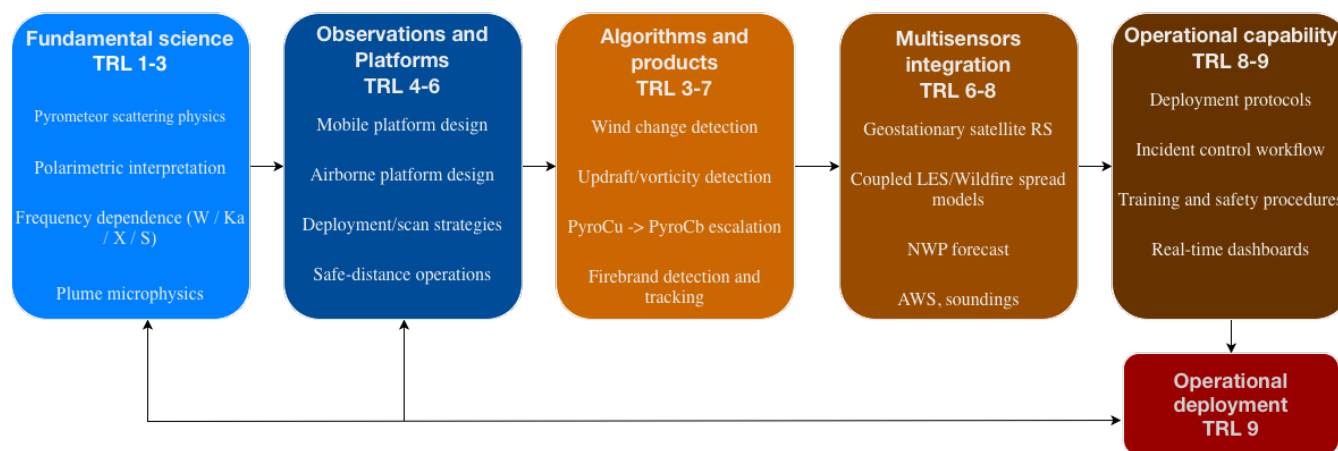 Fundamental science
TRL 1-3
Pyrometeor scattering physics
Polarimetric interpretation
Frequency dependence (W / Ka
/ X / S)
Plume microphysics
Observations and
Platforms
TRL 4-6
Mobile platform design
Airborne platform design
Deployment/scan strategies
Safe-distance operations
Algorithms and
products
TRL 3-7
Wind change detection
Updraft/vorticity detection
PyroCu -> PyroCb escalation
Firebrand detection and
tracking
Multisensors
integration
TRL 6-8
Geostationary satellite RS
Coupled LES/Wildfire spread
models
NWP forecast
AWS, soundings
Operational capability
TRL 8-9
Deployment protocols
Incident control workflow
Training and safety procedures
Real-time dashboards
Operational
deployment
TRL 9